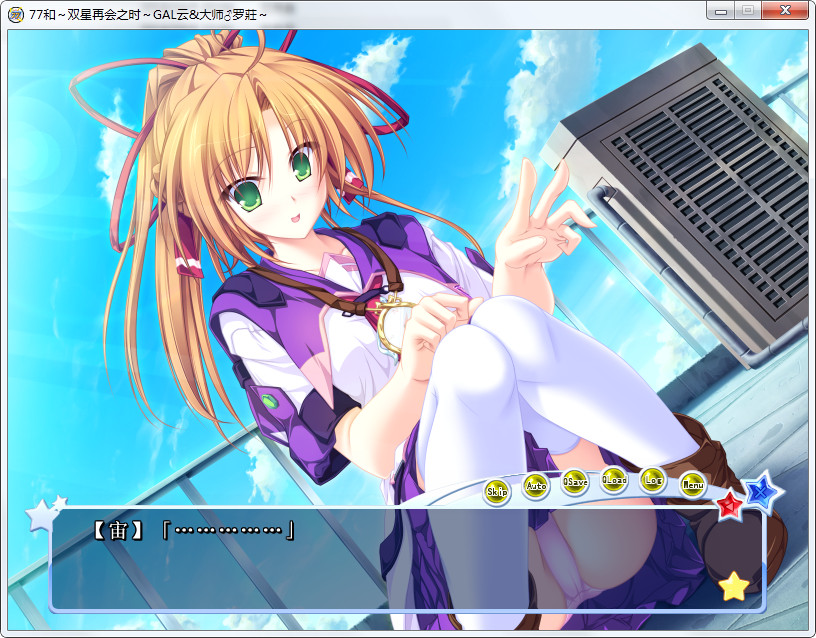 77和～双星再会之时～GAL云&大师♂罗莊～
Skip Auto QSave QLoad Log Menu
【宙】「……………」